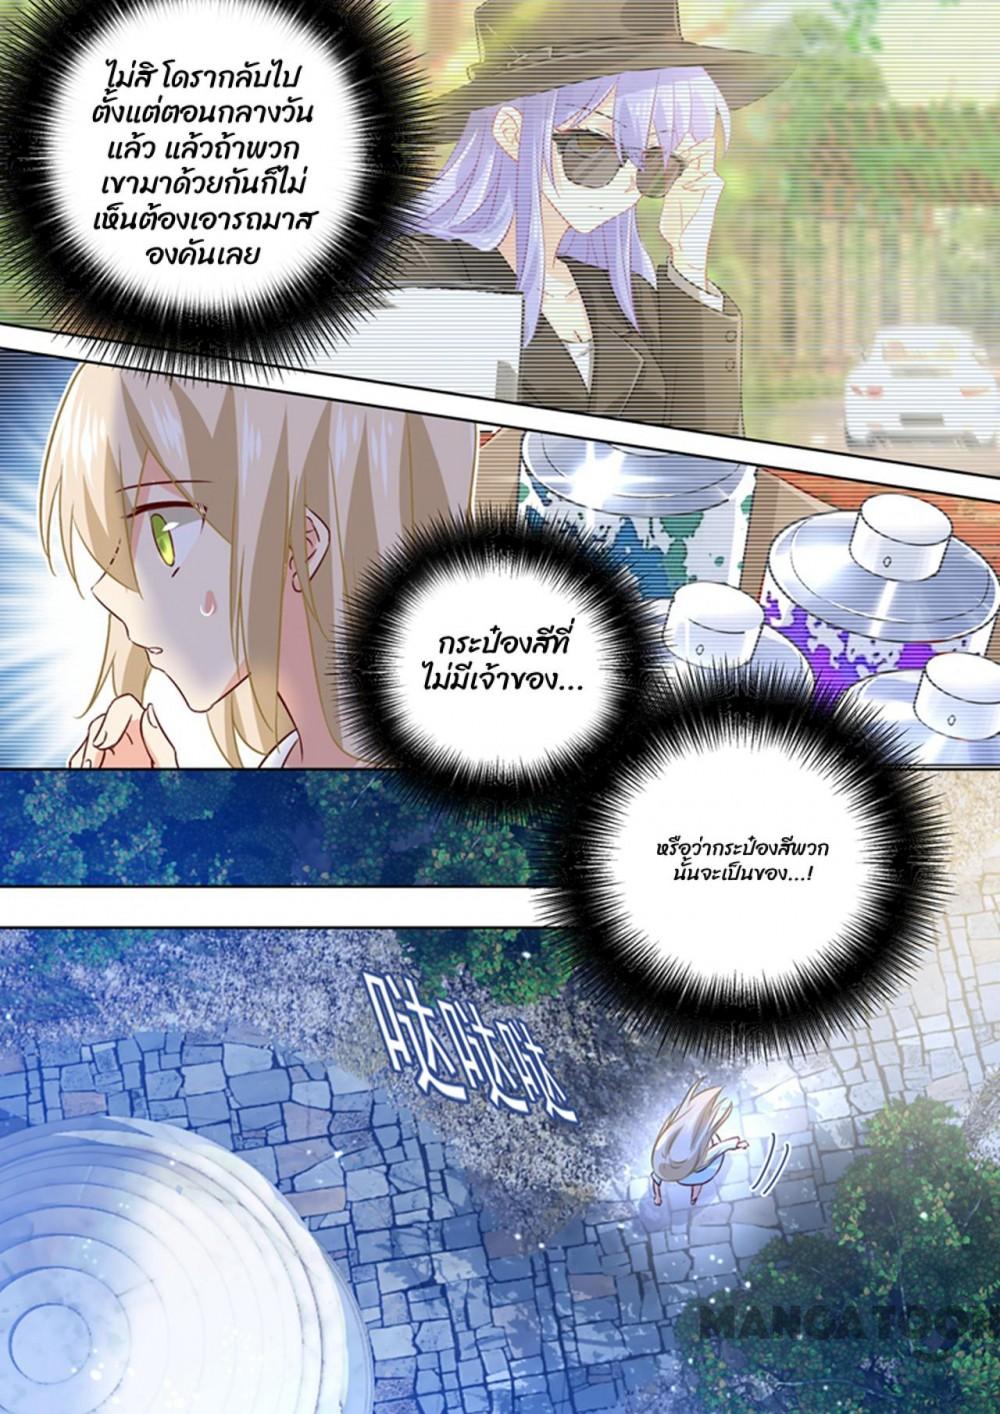 ไม่สิ โดรากลับไป
ตั้งแต่ตอนกลางวัน
แล้ว แล้วถ้าพวก
เขามาด้วยกันก็ไม่
เห็นต้องเอารถมาส
องคันเลย
กระป๋องสีที่
ไม่มีเจ้าของ...
หรือว่ากระป๋องสีพวก
นั้นจะเป็นของ...!
哒哒哒
MANGATOON